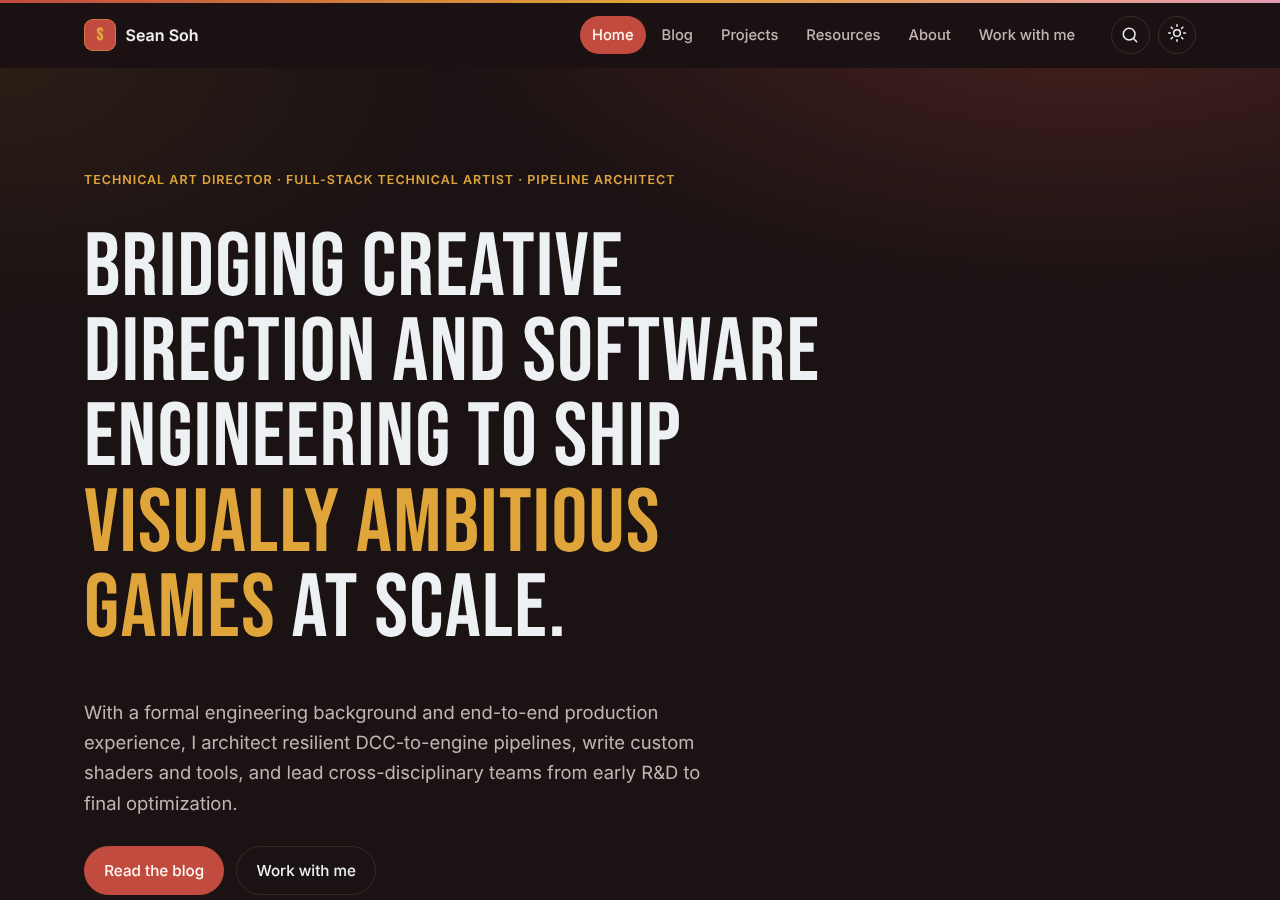 S Sean Soh
Home Blog Projects Resources About Work with me
TECHNICAL ART DIRECTOR · FULL-STACK TECHNICAL ARTIST · PIPELINE ARCHITECT
BRIDGING CREATIVE
DIRECTION AND SOFTWARE
ENGINEERING TO SHIP
VISUALLY AMBITIOUS
GAMES AT SCALE.
With a formal engineering background and end-to-end production
experience, I architect resilient DCC-to-engine pipelines, write custom
shaders and tools, and lead cross-disciplinary teams from early R&D to
final optimization.
Read the blog Work with me